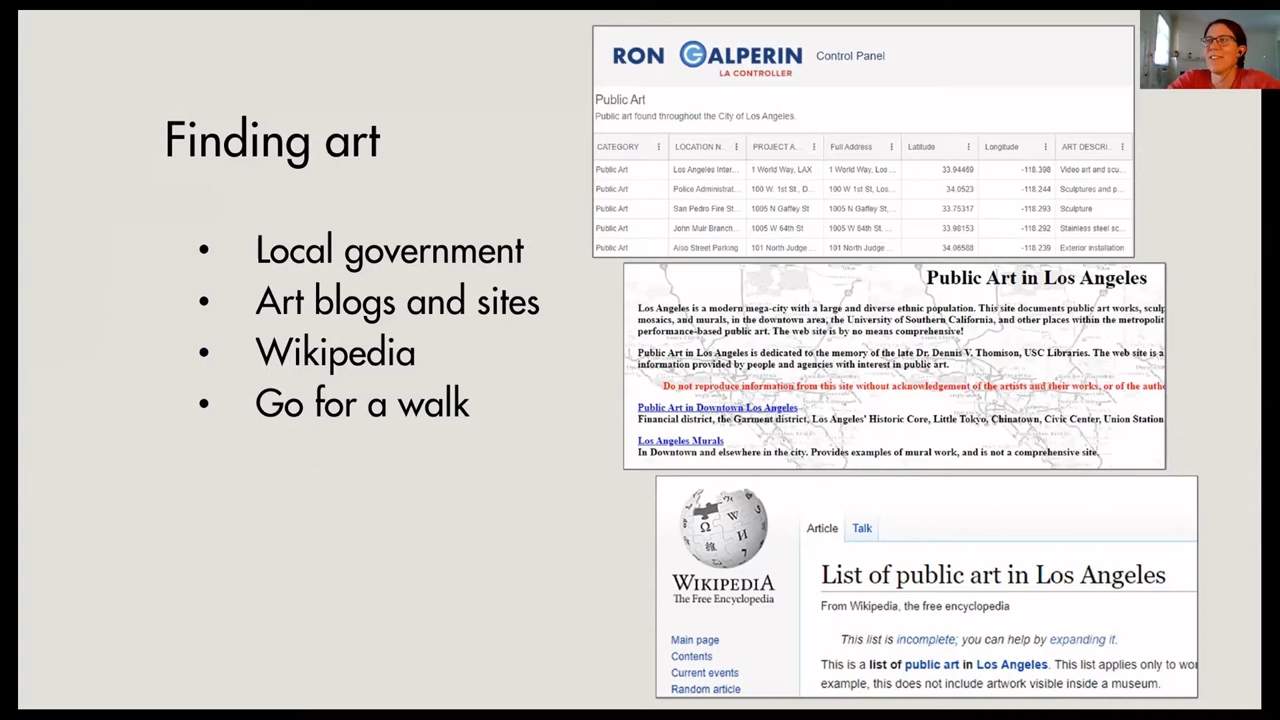 Finding art
• Local government
• Art blogs and sites
• Wikipedia
• Go for a walk
RON GALPERIN Control Panel
LA CONTROLLER
Public Art
Public art found throughout the City of Los Angeles.
CATEGORY LOCATION N... PROJECT A... Full Address Latitude Longitude ART DESCRI...
Public Art Los Angeles Inter... 1 World Way, LAX 1 World Way, Los ... 33.94469 -118.398 Video art and scu...
Public Art Police Administrat... 100 W. 1st St., D... 100 W 1st St, Los... 34.0523 -118.244 Sculptures and p...
Public Art San Pedro Fire St... 1005 N Gaffey St 1005 N Gaffey St,... 33.75317 -118.293 Sculpture
Public Art John Muir Branch... 1005 W 64th St 1005 W 64th St, ... 33.98153 -118.292 Stainless steel sc...
Public Art Aiso Street Parking 101 North Judge ... 101 North Judge ... 34.06588 -118.239 Exterior installation
Public Art in Los Angeles
Los Angeles is a modern mega-city with a large and diverse ethnic population. This site documents public art works, sculp
mosaics, and murals, in the downtown area, the University of Southern California, and other places within the metropolit
performance-based public art. The web site is by no means comprehensive!
Public Art in Los Angeles is dedicated to the memory of the late Dr. Dennis V. Thomison, USC Libraries. The web site is a
information provided by people and agencies with interest in public art.
Do not reproduce information from this site without acknowledgement of the artists and their works, or of the autho
Public Art in Downtown Los Angeles
Financial district, the Garment district, Los Angeles' Historic Core, Little Tokyo, Chinatown, Civic Center, Union Station
Los Angeles Murals
In Downtown and elsewhere in the city. Provides examples of mural work, and is not a comprehensive site.
WIKIPEDIA
The Free Encyclopedia
Main page
Contents
Current events
Random article
Article Talk
List of public art in Los Angeles
From Wikipedia, the free encyclopedia
This list is incomplete; you can help by expanding it.
This is a list of public art in Los Angeles. This list applies only to wor
example, this does not include artwork visible inside a museum.